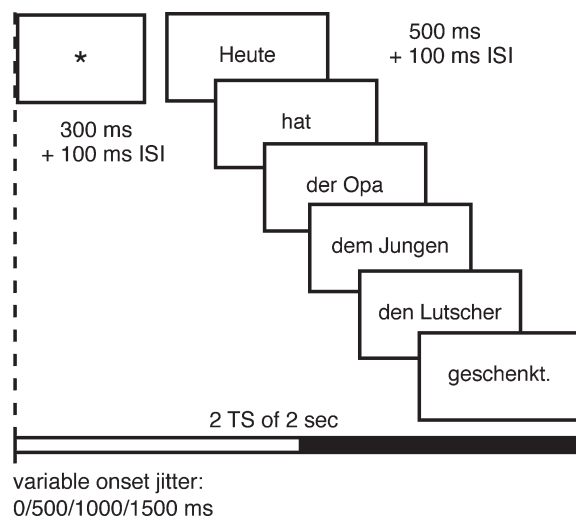 *
Heute
500 ms
+ 100 ms ISI
300 ms
+ 100 ms ISI
hat
der Opa
dem Jungen
den Lutscher
geschenkt.
2 TS of 2 sec
variable onset jitter:
0/500/1000/1500 ms